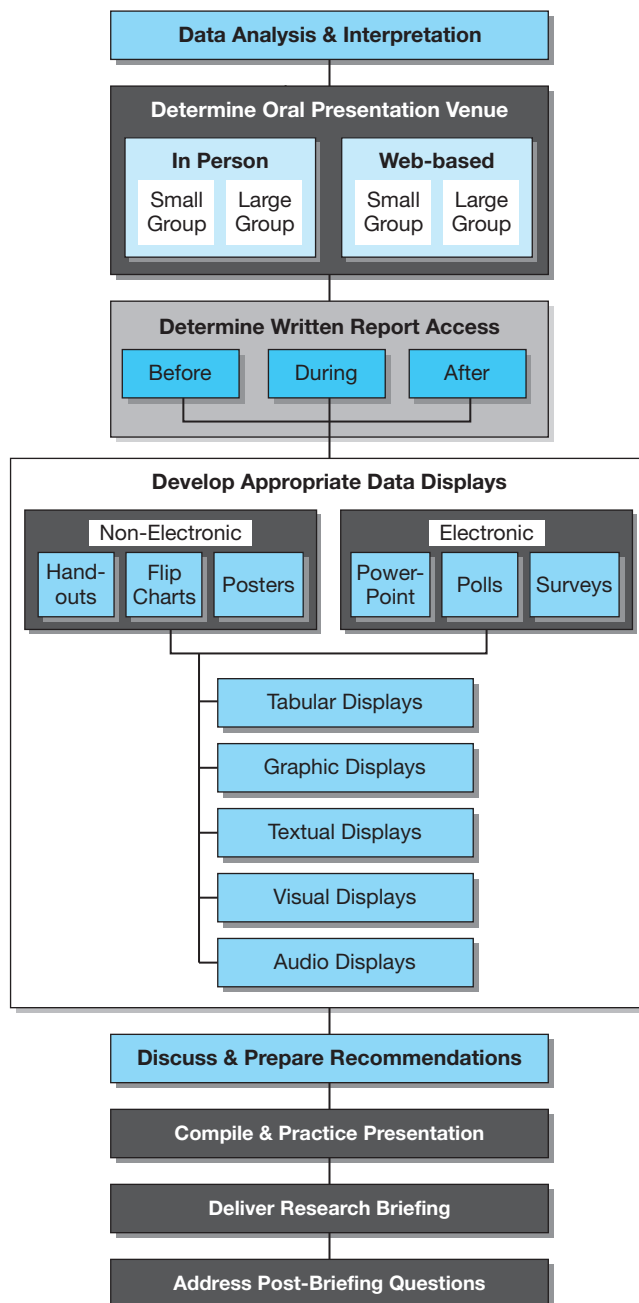 Data Analysis & Interpretation
Determine Oral Presentation Venue
In Person
Small
Group
Large
Group
Web-based
Small
Group
Large
Group
Determine Written Report Access
Before
During
After
Develop Appropriate Data Displays
Non-Electronic
Hand-
outs
Flip
Charts
Posters
Electronic
Power-
Point
Polls
Surveys
Tabular Displays
Graphic Displays
Textual Displays
Visual Displays
Audio Displays
Discuss & Prepare Recommendations
Compile & Practice Presentation
Deliver Research Briefing
Address Post-Briefing Questions